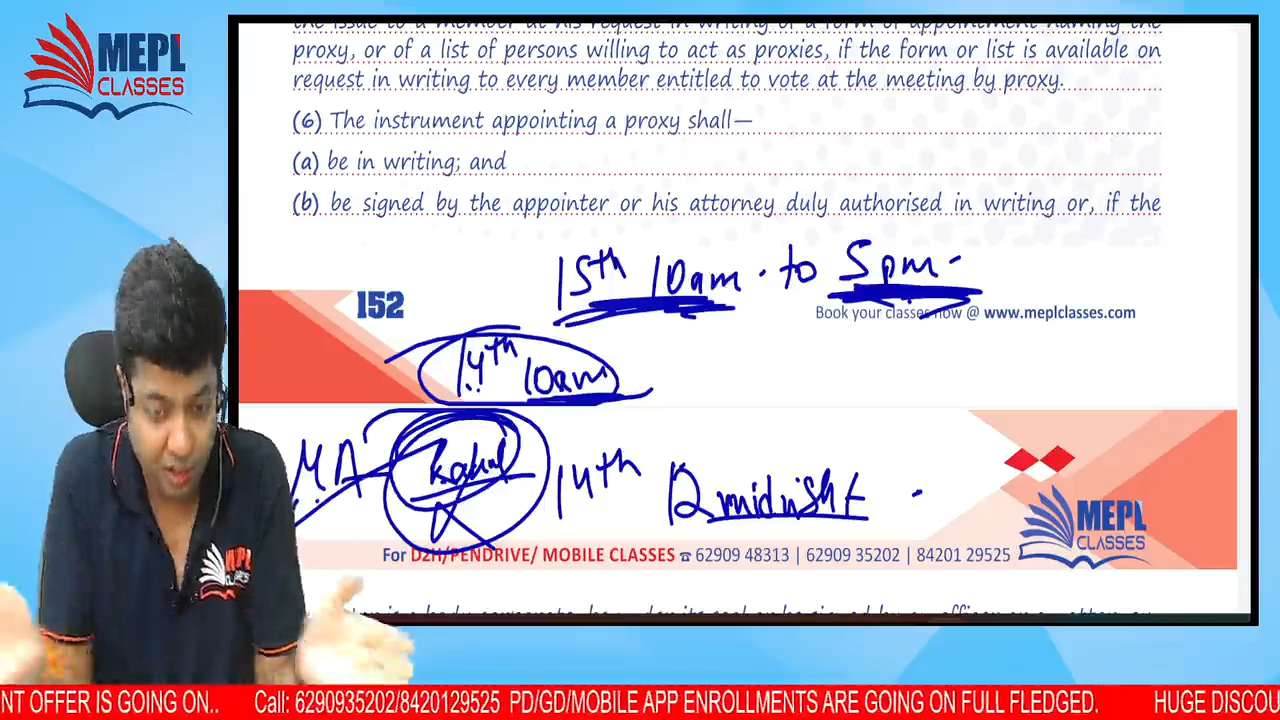 MEPL
CLASSES
proxy, or of a list of persons willing to act as proxies, if the form or list is available on
request in writing to every member entitled to vote at the meeting by proxy.
(6) The instrument appointing a proxy shall—
(a) be in writing; and
(b) be signed by the appointer or his attorney duly authorised in writing or, if the
15th 10am. to 5pm.
152
Book your classes now @ www.meplclasses.com
14th 10am
M.A
14th 12midnight
MEPL
CLASSES
For D2H/PENDRIVE/ MOBILE CLASSES ☎ 62909 48313 | 62909 35202 | 84201 29525
MEPL
CLASSES
NT OFFER IS GOING ON.. Call: 6290935202/8420129525 PD/GD/MOBILE APP ENROLLMENTS ARE GOING ON FULL FLEDGED. HUGE DISCOU